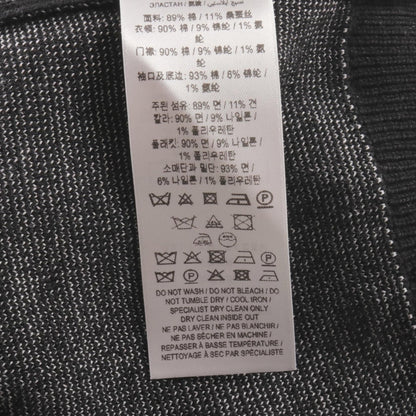 面料: 89% 棉 / 11% 桑蚕丝
衣领: 90% 棉 / 9% 锦纶 / 1% 氨
纶
门襟: 90% 棉 / 9% 锦纶 / 1% 氨
纶
袖口及底边: 93% 棉 / 6% 锦纶 /
1% 氨纶
주된 섬유: 89% 면 / 11% 견
칼라: 90% 면 / 9% 나일론 /
1% 폴리우레탄
플래킷: 90% 면 / 9% 나일론 /
1% 폴리우레탄
소매단과 밑단: 93% 면 /
6% 나일론 / 1% 폴리우레탄
DO NOT WASH / DO NOT BLEACH / DO
NOT TUMBLE DRY / COOL IRON /
SPECIALIST DRY CLEAN ONLY
DRY CLEAN INSIDE OUT
NE PAS LAVER / NE PAS BLANCHIR /
NE PAS SÉCHER EN MACHINE /
REPASSER À BASSE TEMPÉRATURE /
NETTOYAGE À SEC PAR SPÉCIALISTE